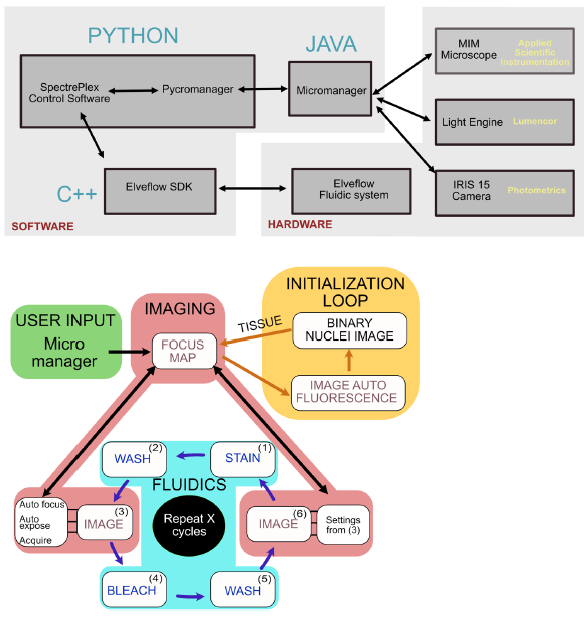 PYTHON
JAVA
SpectrePlex
Control Software
Pycromanager
Micromanager
MIM
Microscope
Applied
Scientific
Instrumentation
Light Engine
Lumencor
IRIS 15
Camera
Photometrics
C++
Elveflow SDK
Elveflow
Fluidic system
SOFTWARE
HARDWARE
USER INPUT
Micro
manager
IMAGING
FOCUS
MAP
INITIALIZATION
LOOP
TISSUE
BINARY
NUCLEI IMAGE
IMAGE AUTO
FLUORESCENCE
(2)
WASH
(1)
STAIN
FLUIDICS
Repeat X
cycles
Auto focus
Auto
expose
Acquire
(3)
IMAGE
(6)
IMAGE
Settings
from (3)
(4)
BLEACH
(5)
WASH